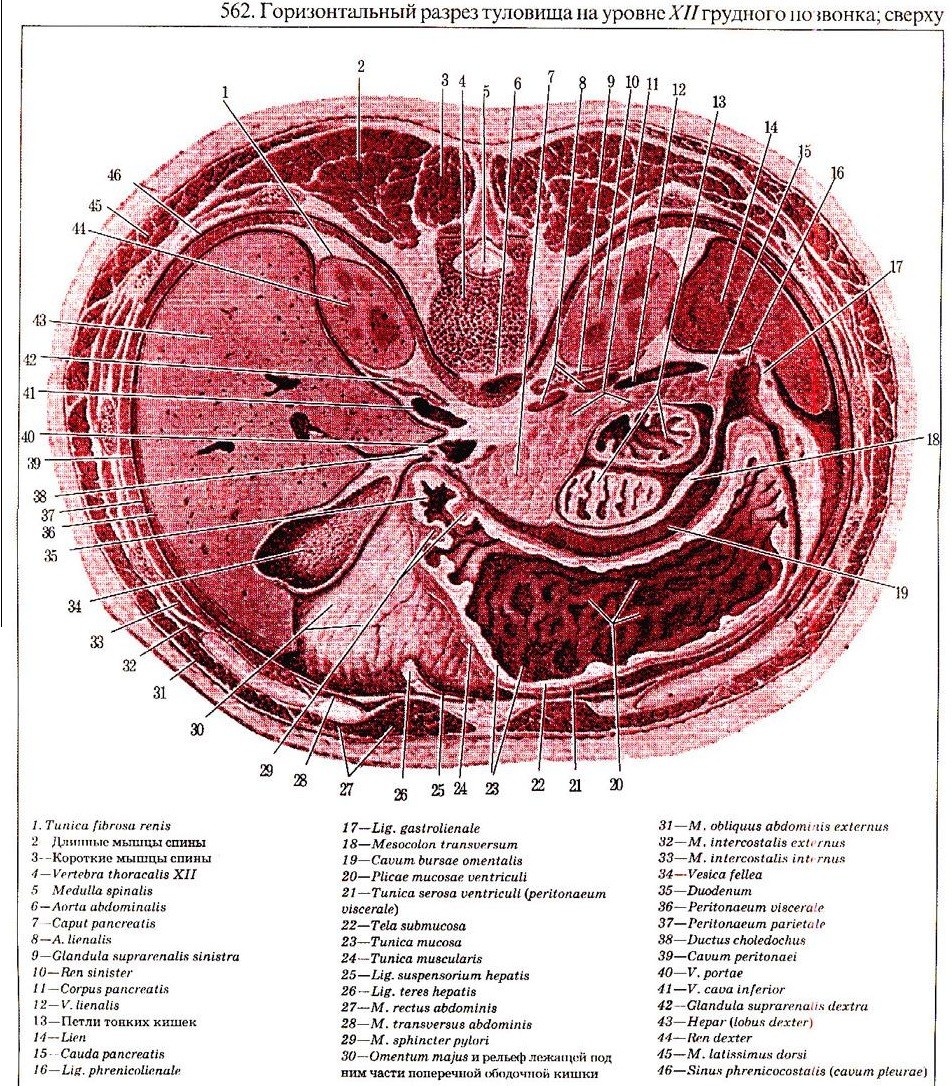 562. Горизонтальный разрез туловища на уровне XII грудного позвонка; сверху
1
2
3
4
5
6
7
8
9
10
11
12
13
14
15
16
17
18
19
20
21
22
23
24
25
26
27
28
29
30
31
32
33
34
35
36
37
38
39
40
41
42
43
44
45
46
1. Tunica fibrosa renis
2 Длинные мышцы спины
3--Короткие мышцы спины
4—Vertebra thoracalis XII
5 Medulla spinalis
6—Aorta abdominalis
7—Caput pancreatis
8—A. lienalis
9—Glandula suprarenalis sinistra
10—Ren sinister
11—Corpus pancreatis
12—V. lienalis
13—Петли тонких кишек
14—Lien
15—Cauda pancreatis
16—Lig. phrenicolienale
17—Lig. gastrolienale
18—Mesocolon transversum
19—Cavum bursae omentalis
20—Plicae mucosae ventriculi
21—Tunica serosa ventriculi (peritonaeum
viscerale)
22—Tela submucosa
23—Tunica mucosa
24—Tunica muscularis
25—Lig. suspensorium hepatis
26—Lig. teres hepatis
27—M. rectus abdominis
28—M. transversus abdominis
29—M. sphincter pylori
30—Omentum majus и рельеф лежащей под
ним части поперечной ободочной кишки
31—M. obliquus abdominis externus
32—M. intercostalis externus
33—M. intercostalis internus
34—Vesica fellea
35—Duodenum
36—Peritonaeum viscerale
37—Peritonaeum parietale
38—Ductus choledochus
39—Cavum peritonaei
40—V. portae
41—V. cava inferior
42—Glandula suprarenalis dextra
43—Hepar (lobus dexter)
44—Ren dexter
45—M. latissimus dorsi
46—Sinus phrenicocostalis (cavum pleurae)